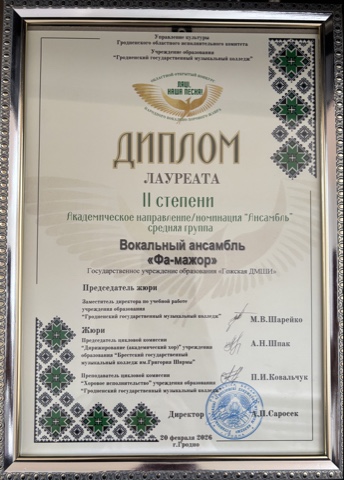 Управление культуры
Гродненского областного исполнительного комитета
Учреждение образования
"Гродненский государственный музыкальный колледж"
ОБЛАСТНОЙ ОТКРЫТЫЙ КОНКУРС
ЛЯЦІ,
НАША ПЕСНЯ!
ДИПЛОМ
ЛАУРЕАТА
II степени
Академическое направление/номинация "Ансамбль"
средняя группа
Вокальный ансамбль
«Фа-мажор»
Государственное учреждение образования
ДМШИ»
Председатель жюри
Заместитель директора по учебной работе
учреждения образования
"Гродненский государственный музыкальный колледж"
М.В.Шарейко
Жюри
Председатель цикловой комиссии
"Дирижирование (академический хор)" учреждения
образования "Брестский государственный
музыкальный колледж им.Григория Ширмы"
А.Н.Шпак
Преподаватель цикловой комиссии
"Хоровое исполнительство" учреждения образования
"Гродненский государственный музыкальный колледж"
П.И.Ковальчук
Директор
А.П.Саросек
20 февраля 2026
г.Гродно